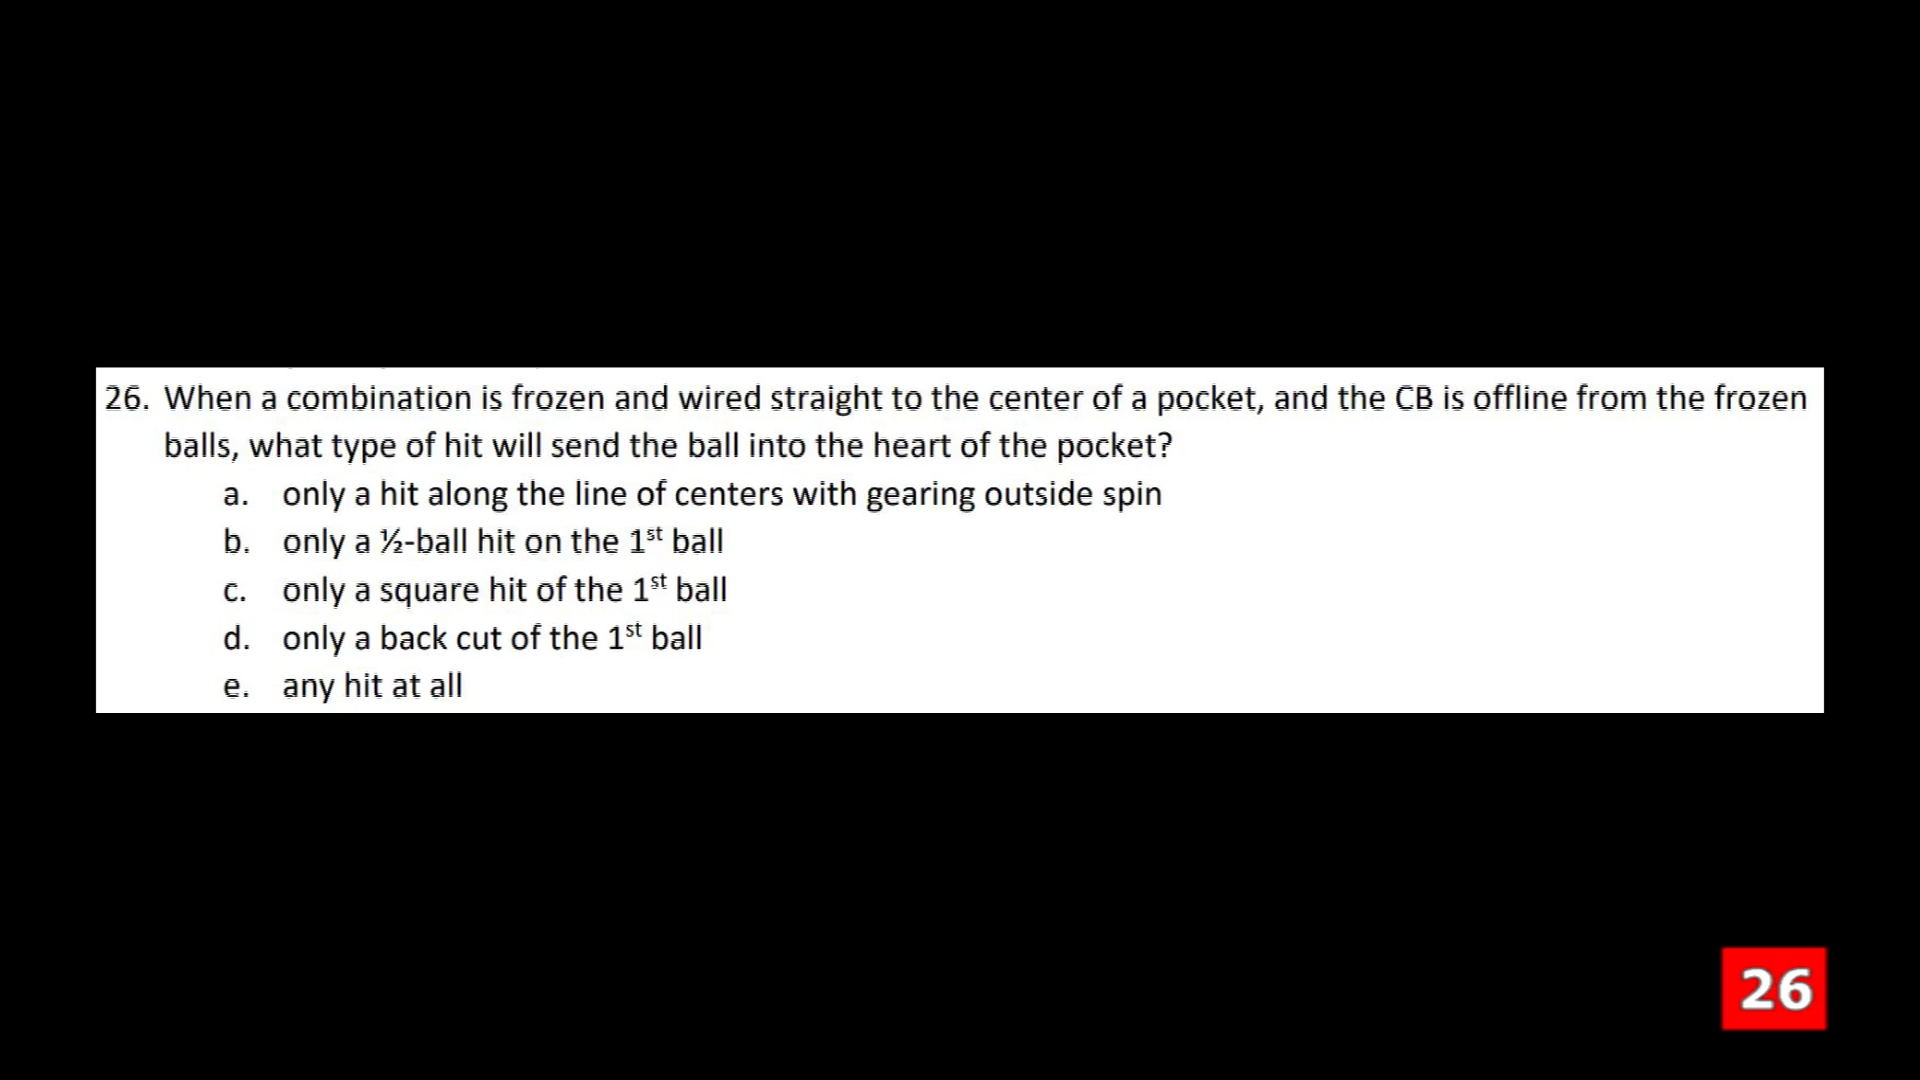 26. When a combination is frozen and wired straight to the center of a pocket, and the CB is offline from the frozen
balls, what type of hit will send the ball into the heart of the pocket?
a. only a hit along the line of centers with gearing outside spin
b. only a ½-ball hit on the 1st ball
c. only a square hit of the 1st ball
d. only a back cut of the 1st ball
e. any hit at all
26